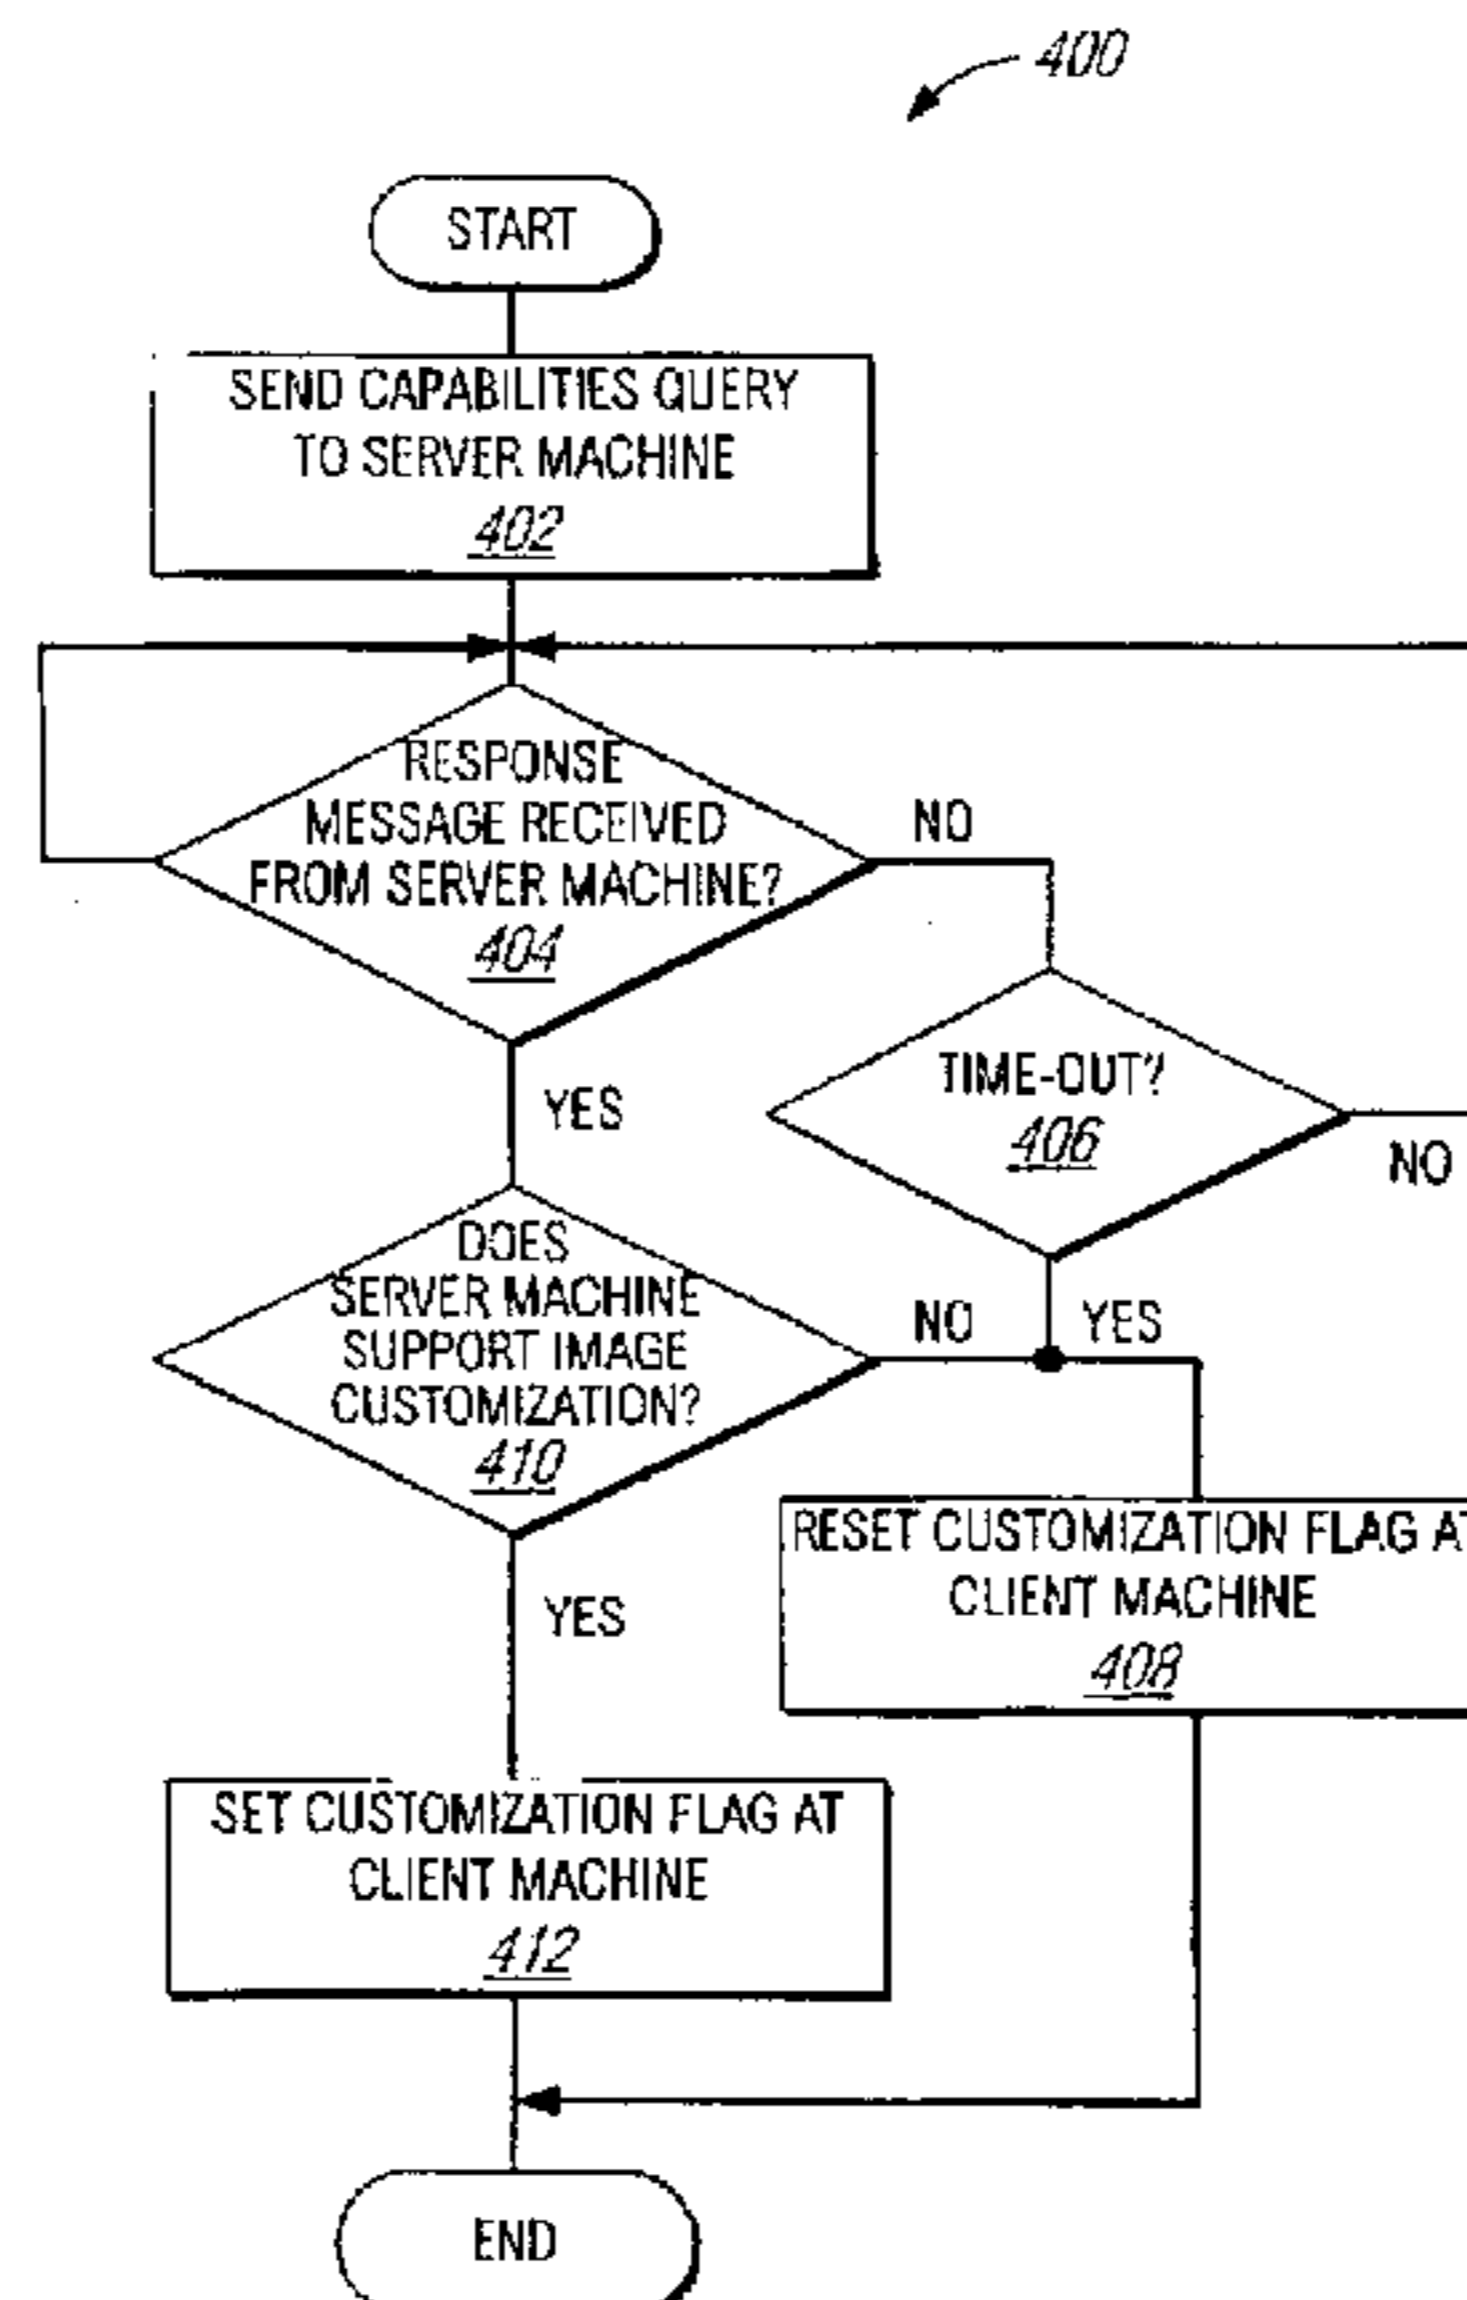 400
START
SEND CAPABILITIES QUERY
TO SERVER MACHINE
402
RESPONSE
MESSAGE RECEIVED
FROM SERVER MACHINE?
404
NO
YES
TIME-OUT?
406
NO
YES
DOES
SERVER MACHINE
SUPPORT IMAGE
CUSTOMIZATION?
410
NO
YES
RESET CUSTOMIZATION FLAG AT
CLIENT MACHINE
408
SET CUSTOMIZATION FLAG AT
CLIENT MACHINE
412
END